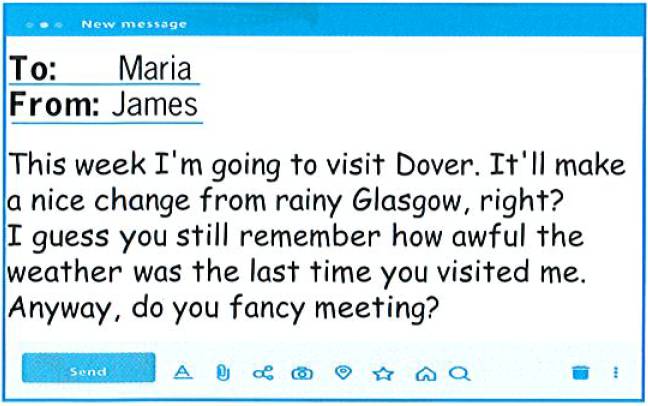 New message
To: Maria
From: James
This week I'm going to visit Dover. It'll make
a nice change from rainy Glasgow, right?
I guess you still remember how awful the
weather was the last time you visited me.
Anyway, do you fancy meeting?
Send